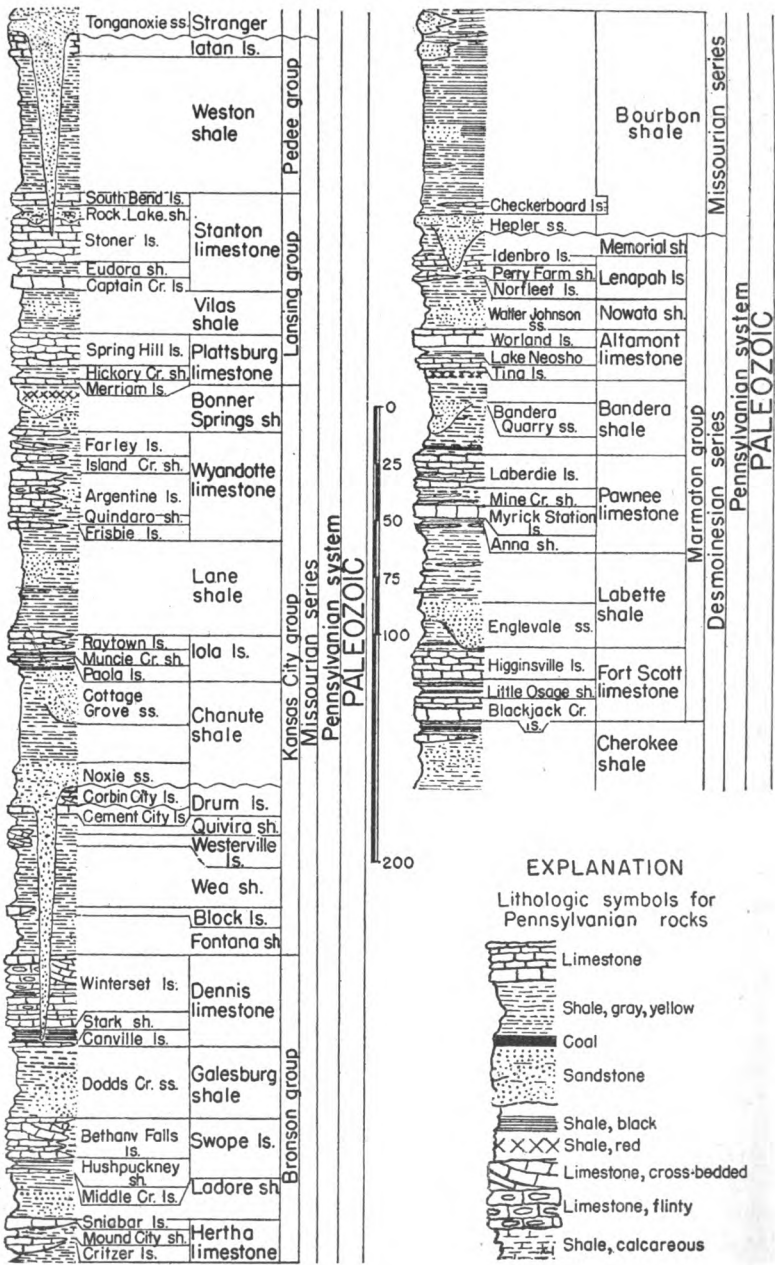 Tonganoxie ss.
Stranger
Iatan ls.
Weston
shale
Pedee group
South Bend ls.
Rock Lake sh.
Stoner ls.
Eudora sh.
Captain Cr. ls.
Stanton
limestone
Vilas
shale
Lansing group
Spring Hill ls.
Hickory Cr. sh.
Merriam ls.
Plattsburg
limestone
Bonner
Springs sh
Farley ls.
Island Cr. sh.
Argentine ls.
Quindaro sh.
Frisbie ls.
Wyandotte
limestone
Lane
shale
Raytown ls.
Muncie Cr. sh.
Paola ls.
Iola ls.
Cottage
Grove ss.
Chanute
shale
Noxie ss.
Corbin City ls.
Cement City ls
Drum ls.
Quivira sh.
Westerville
ls.
Wea sh.
Block ls.
Fontana sh
Kansas City group
Winterset ls.
Stark sh.
Canville ls.
Dennis
limestone
Dodds Cr. ss.
Galesburg
shale
Bethany Falls
ls.
Hushpuckney
sh.
Middle Cr. ls.
Swope ls.
Ladore sh
Sniabar ls.
Mound City sh.
Critzer ls.
Hertha
limestone
Bronson group
Missourian series
Pennsylvanian system
PALEOZOIC
0
25
50
75
100
200
Bourbon
shale
Checkerboard ls
Hepler ss.
Missourian series
Memorial sh
Idenbro ls.
Perry Farm sh.
Norfleet ls.
Lenapah ls
Walter Johnson
ss.
Nowata sh.
Worland ls.
Lake Neosho
Tina ls.
Altamont
limestone
Bandera
Quarry ss.
Bandera
shale
Laberdie ls.
Mine Cr. sh.
Myrick Station
ls.
Anna sh.
Pawnee
limestone
Labette
shale
Englevale ss.
Higginsville ls.
Little Osage sh.
Blackjack Cr.
ls.
Fort Scott
limestone
Cherokee
shale
Marmaton group
Desmoinesian series
Pennsylvanian system
PALEOZOIC
EXPLANATION
Lithologic symbols for
Pennsylvanian rocks
Limestone
Shale, gray, yellow
Coal
Sandstone
Shale, black
Shale, red
Limestone, cross-bedded
Limestone, flinty
Shale, calcareous